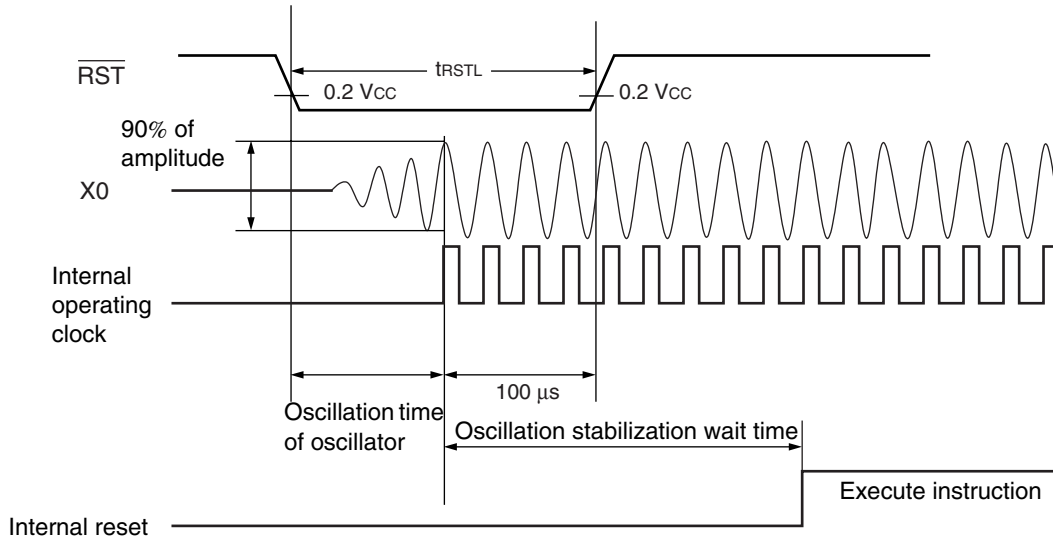 RST
tRSTL
0.2 VCC
0.2 VCC
90% of
amplitude
X0
Internal
operating
clock
100 μs
Oscillation time
of oscillator
Oscillation stabilization wait time
Execute instruction
Internal reset